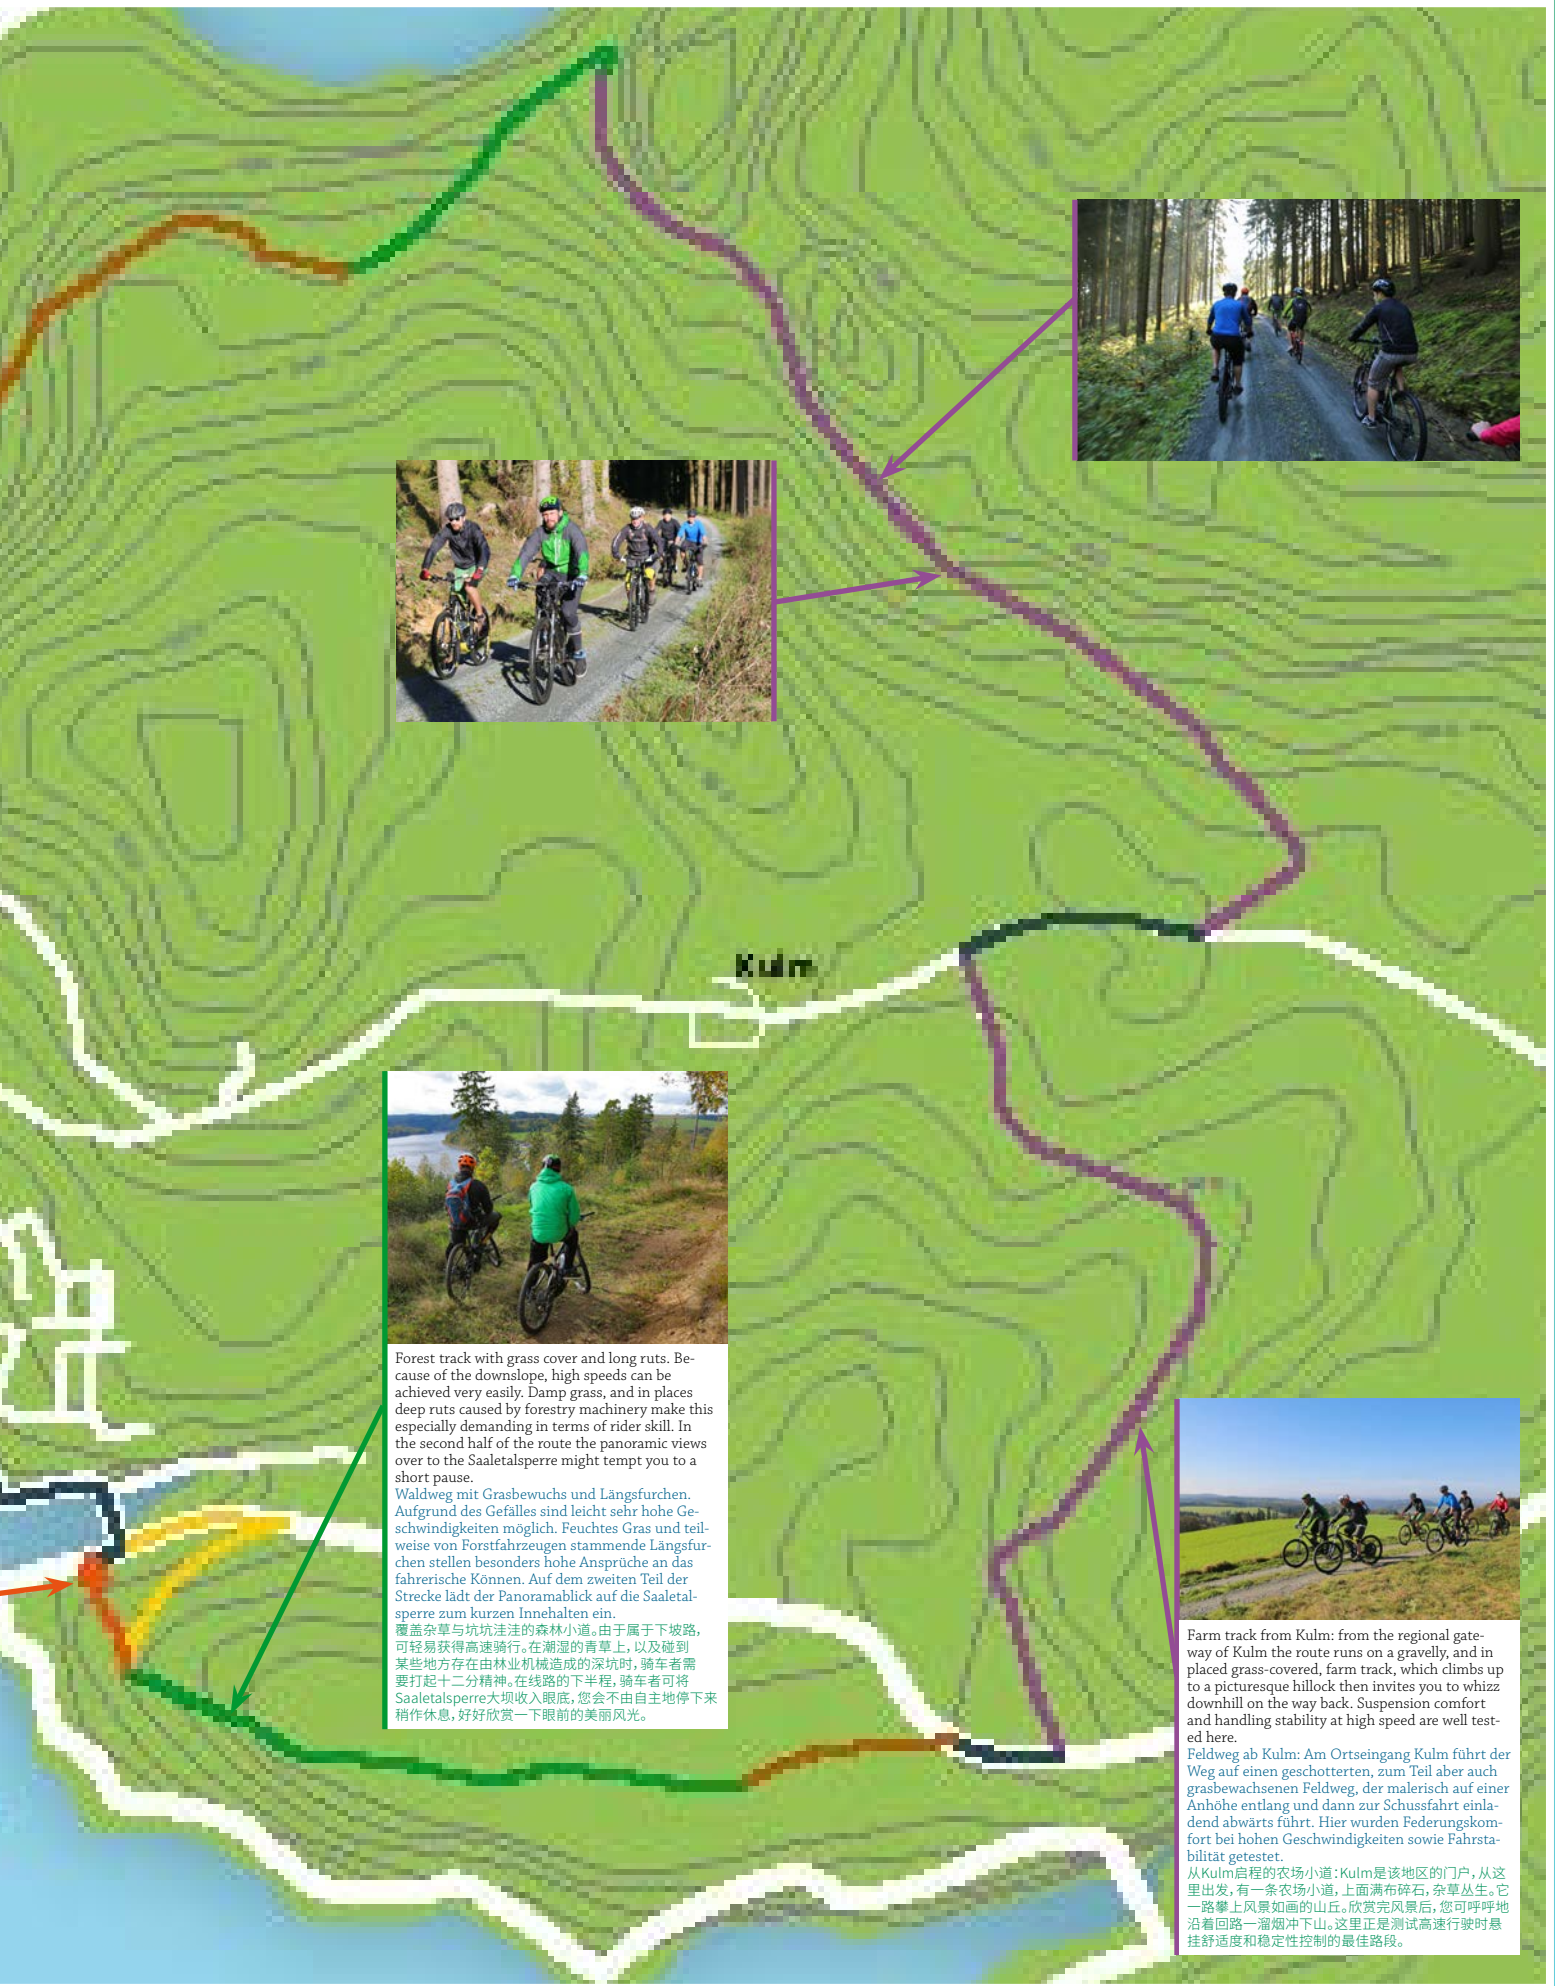 Kulm
Forest track with grass cover and long ruts. Be-
cause of the downslope, high speeds can be
achieved very easily. Damp grass, and in places
deep ruts caused by forestry machinery make this
especially demanding in terms of rider skill. In
the second half of the route the panoramic views
over to the Saaletalsperre might tempt you to a
short pause.
Waldweg mit Grasbewuchs und Längsfurchen.
Aufgrund des Gefälles sind leicht sehr hohe Ge-
schwindigkeiten möglich. Feuchtes Gras und teil-
weise von Forstfahrzeugen stammende Längsfur-
chen stellen besonders hohe Ansprüche an das
fahrerische Können. Auf dem zweiten Teil der
Strecke lädt der Panoramablick auf die Saaletal-
sperre zum kurzen Innehalten ein.
覆盖杂草与坑坑洼洼的森林小道。由于属于下坡路，
可轻易获得高速骑行。在潮湿的青草上，以及碰到
某些地方存在由林业机械造成的深坑时，骑车者需
要打起十二分精神。在线路的下半程，骑车者可将
Saaletalsperre大坝收入眼底，您会不由自主地停下来
稍作休息，好好欣赏一下眼前的美丽风光。
Farm track from Kulm: from the regional gate-
way of Kulm the route runs on a gravelly, and in
placed grass-covered, farm track, which climbs up
to a picturesque hillock then invites you to whizz
downhill on the way back. Suspension comfort
and handling stability at high speed are well test-
ed here.
Feldweg ab Kulm: Am Ortseingang Kulm führt der
Weg auf einen geschotterten, zum Teil aber auch
grasbewachsenen Feldweg, der malerisch auf einer
Anhöhe entlang und dann zur Schussfahrt einla-
dend abwärts führt. Hier wurden Federungskom-
fort bei hohen Geschwindigkeiten sowie Fahrsta-
bilität getestet.
从Kulm启程的农场小道：Kulm是该地区的门户，从这
里出发，有一条农场小道，上面满布碎石，杂草丛生。它
一路攀上风景如画的山丘。欣赏完风景后，您可呼呼地
沿着回路一溜烟冲下山。这里正是测试高速行驶时悬
挂舒适度和稳定性控制的最佳路段。